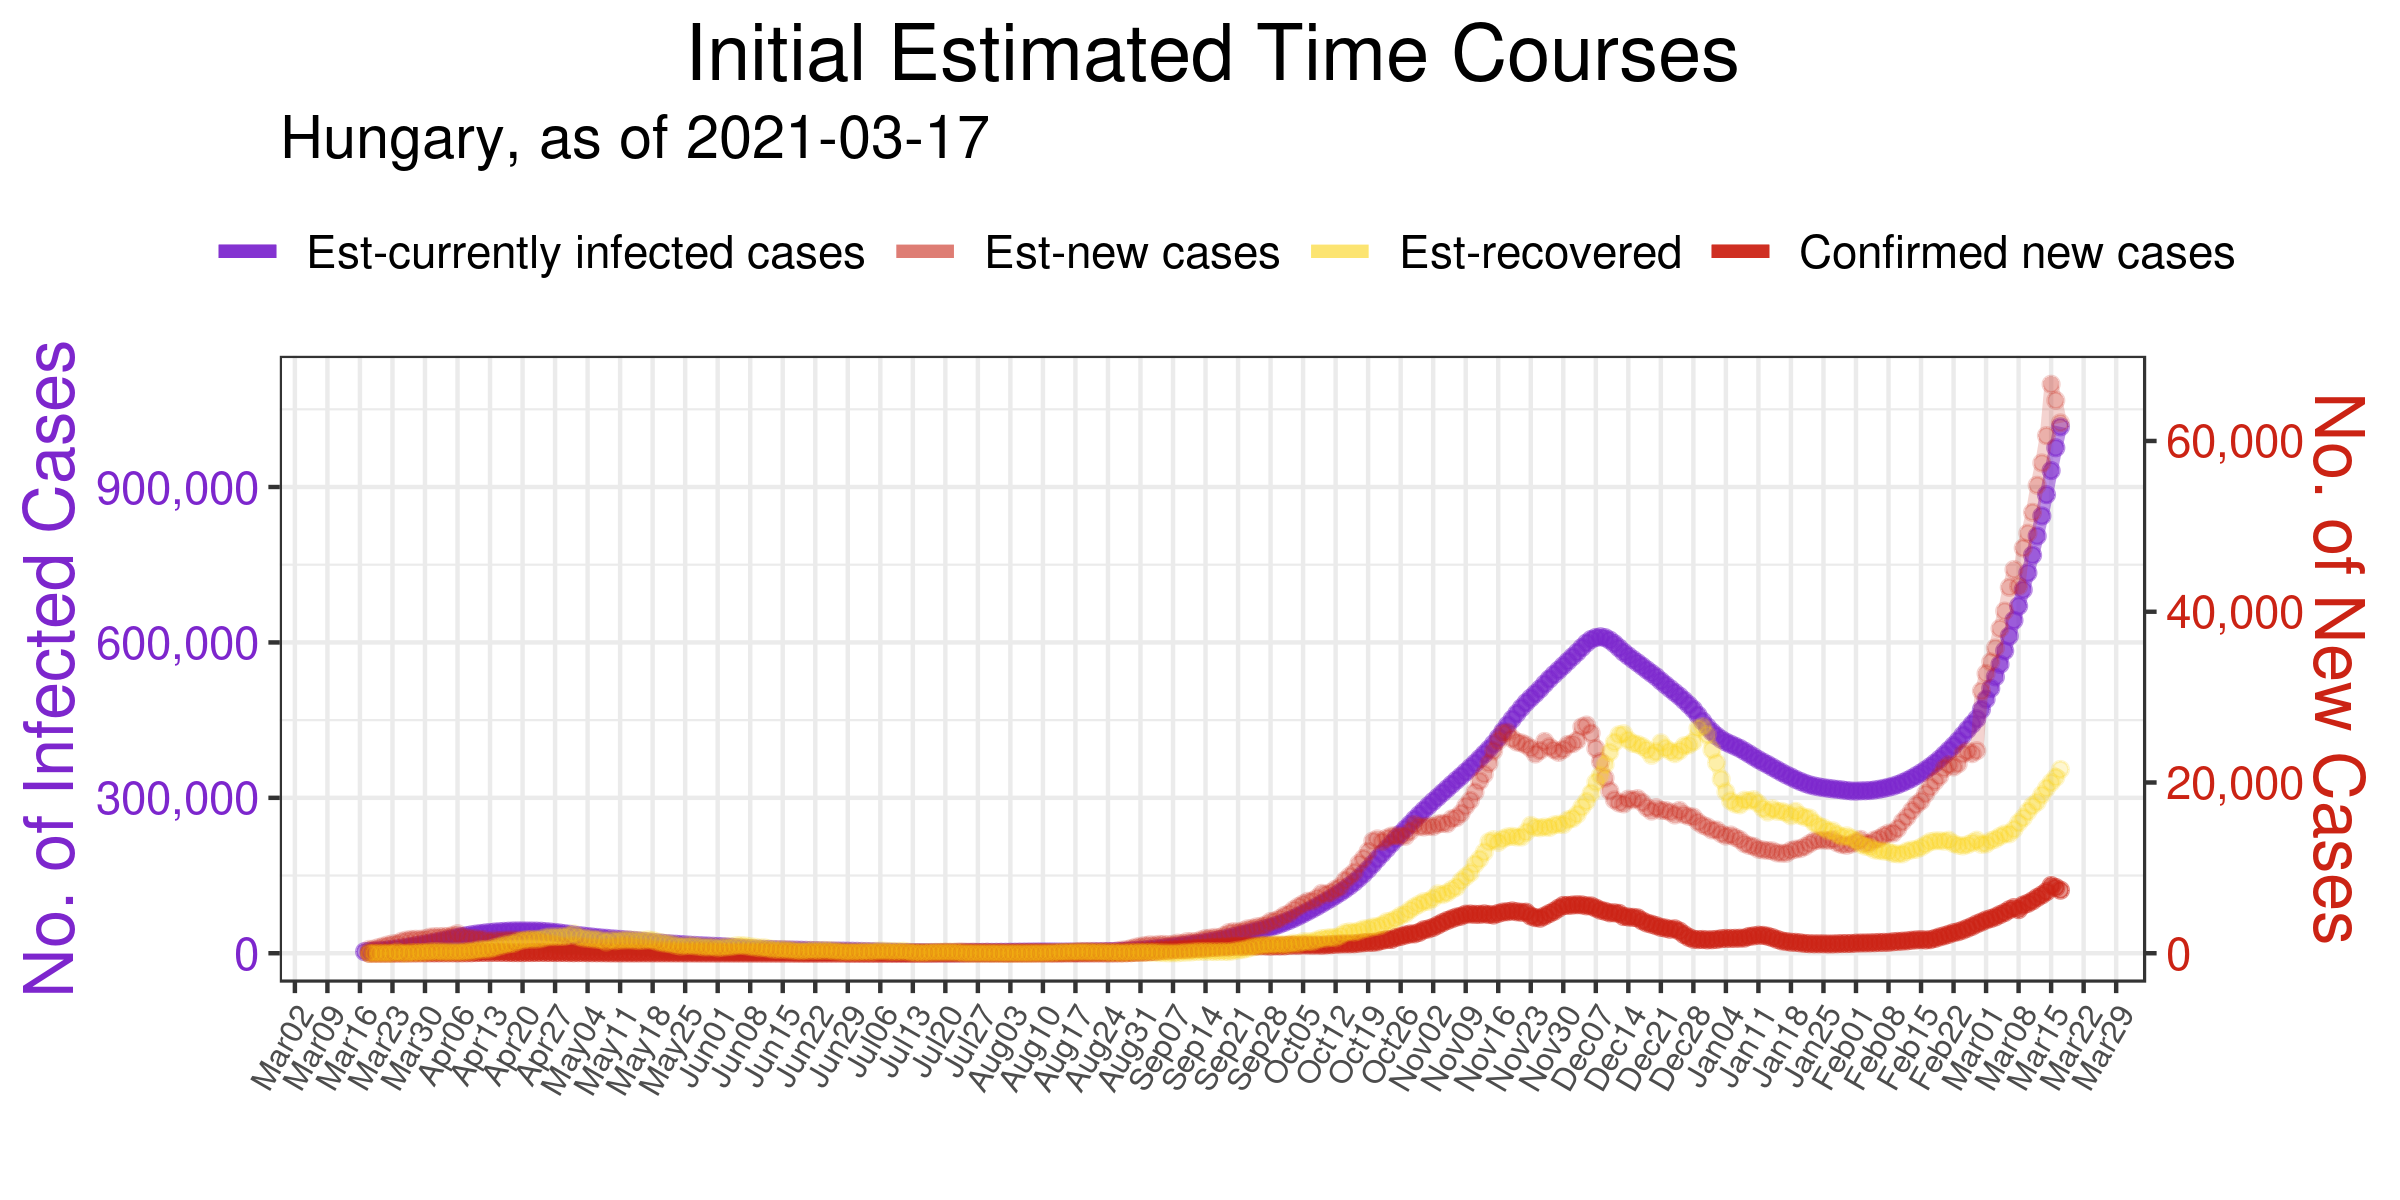 Initial Estimated Time Courses
Hungary, as of 2021-03-17
Est-currently infected cases
Est-new cases
Est-recovered
Confirmed new cases
No. of Infected Cases
900,000
600,000
300,000
0
60,000
40,000
20,000
0
No. of New Cases
Mar02
Mar09
Mar16
Mar23
Mar30
Apr06
Apr13
Apr20
Apr27
May04
May11
May18
May25
Jun01
Jun08
Jun15
Jun22
Jun29
Jul06
Jul13
Jul20
Jul27
Aug03
Aug10
Aug17
Aug24
Aug31
Sep07
Sep14
Sep21
Sep28
Oct05
Oct12
Oct19
Oct26
Nov02
Nov09
Nov16
Nov23
Nov30
Dec07
Dec14
Dec21
Dec28
Jan04
Jan11
Jan18
Jan25
Feb01
Feb08
Feb15
Feb22
Mar01
Mar08
Mar15
Mar22
Mar29